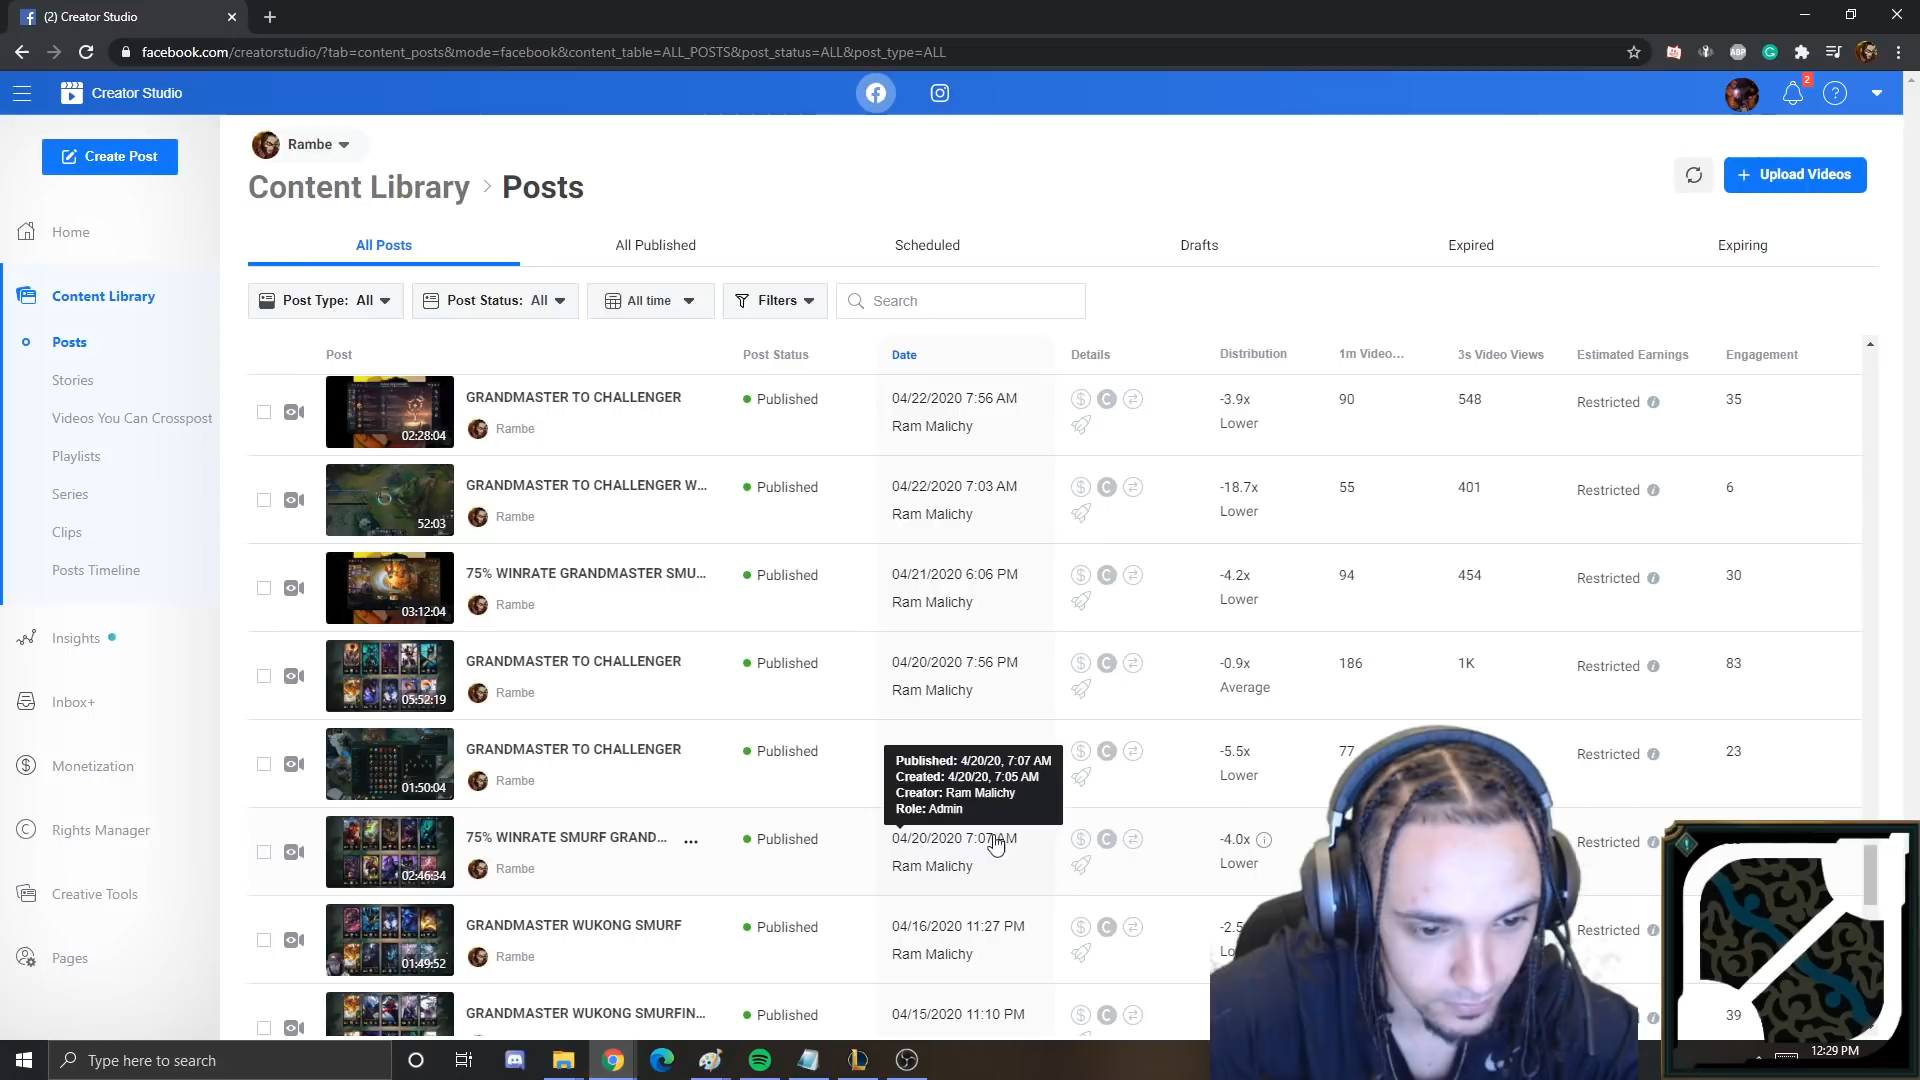 (2) Creator Studio
facebook.com/creatorstudio/?tab=content_posts&mode=facebook&content_table=ALL_POSTS&post_status=ALL&post_type=ALL
ABP
Creator Studio
2
Create Post
Rambe
Content Library > Posts
Upload Videos
Home
All Posts
All Published
Scheduled
Drafts
Expired
Expiring
Content Library
Post Type: All
Post Status: All
All time
Filters
Search
Posts
Stories
Videos You Can Crosspost
Playlists
Series
Clips
Posts Timeline
Insights
Inbox+
Monetization
Rights Manager
Creative Tools
Pages
Post
Post Status
Date
Details
Distribution
1m Video...
3s Video Views
Estimated Earnings
Engagement
02:28:04
GRANDMASTER TO CHALLENGER
Rambe
Published
04/22/2020 7:56 AM
Ram Malichy
-3.9x
Lower
90
548
Restricted
35
52:03
GRANDMASTER TO CHALLENGER W...
Rambe
Published
04/22/2020 7:03 AM
Ram Malichy
-18.7x
Lower
55
401
Restricted
6
03:12:04
75% WINRATE GRANDMASTER SMU...
Rambe
Published
04/21/2020 6:06 PM
Ram Malichy
-4.2x
Lower
94
454
Restricted
30
05:52:19
GRANDMASTER TO CHALLENGER
Rambe
Published
04/20/2020 7:56 PM
Ram Malichy
-0.9x
Average
186
1K
Restricted
83
01:50:04
GRANDMASTER TO CHALLENGER
Rambe
Published
Published: 4/20/20, 7:07 AM
Created: 4/20/20, 7:05 AM
Creator: Ram Malichy
Role: Admin
-5.5x
Lower
77
Restricted
23
02:46:34
75% WINRATE SMURF GRAND...
Rambe
Published
04/20/2020 7:07 AM
Ram Malichy
-4.0x
Lower
Restricted
01:49:52
GRANDMASTER WUKONG SMURF
Rambe
Published
04/16/2020 11:27 PM
Ram Malichy
-2.5
Lo
Restricted
GRANDMASTER WUKONG SMURFIN...
Published
04/15/2020 11:10 PM
39
Type here to search
12:29 PM